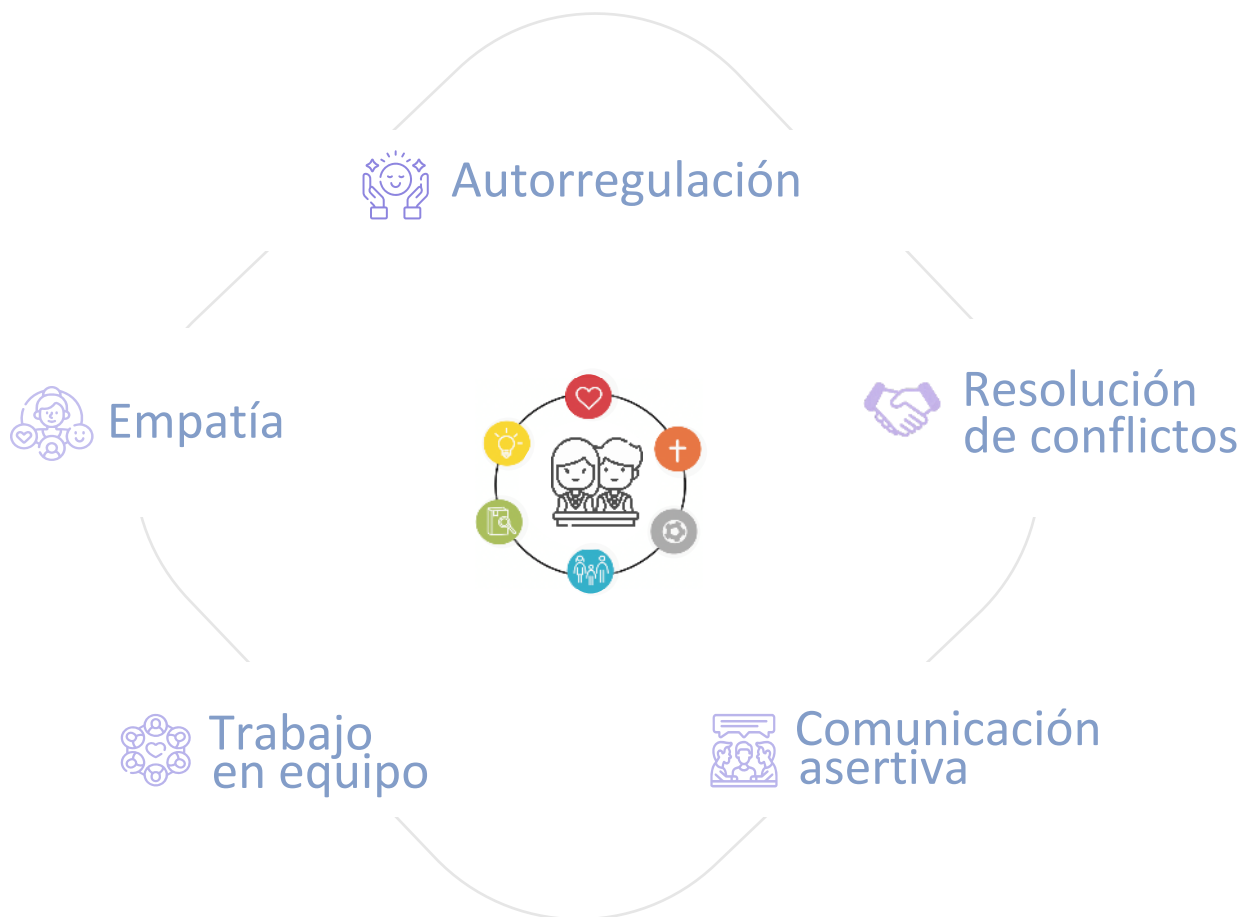 Autorregulación
Empatía
Resolución
de conflictos
Trabajo
en equipo
Comunicación
asertiva